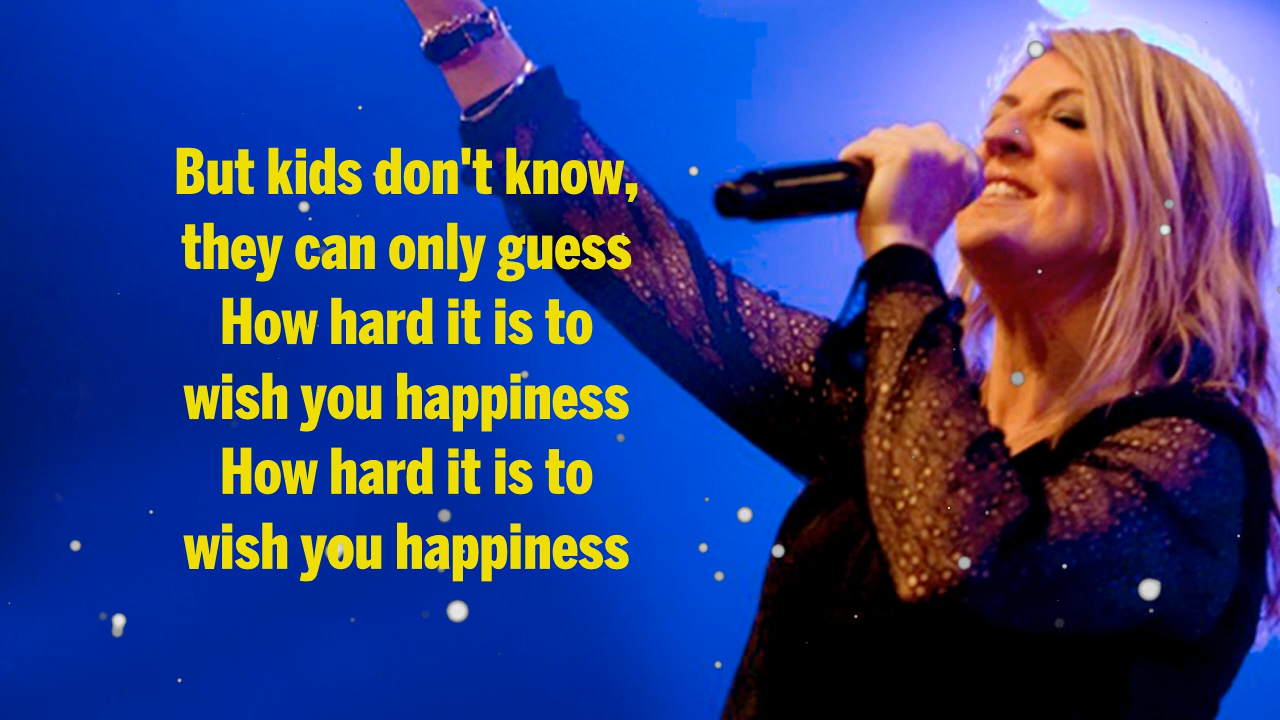 But kids don't know,
they can only guess
How hard it is to
wish you happiness
How hard it is to
wish you happiness